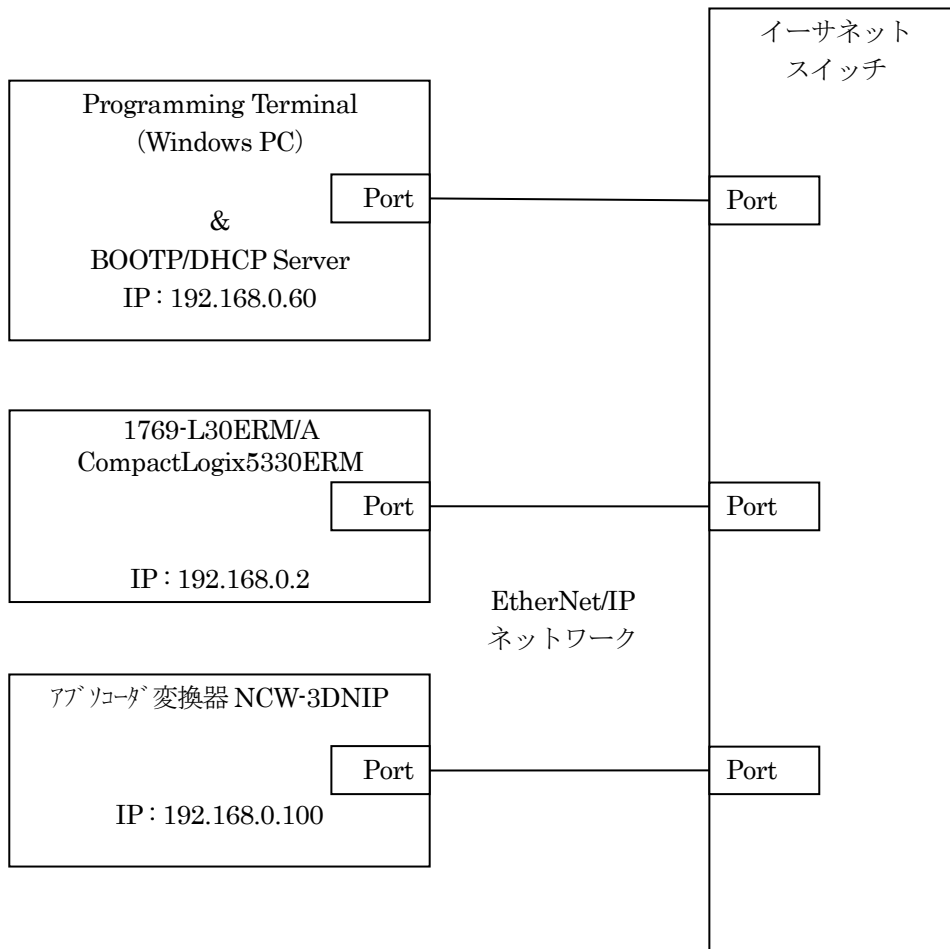 イーサネット
スイッチ
Programming Terminal
(Windows PC)
&
BOOTP/DHCP Server
IP：192.168.0.60
Port
Port
1769-L30ERM/A
CompactLogix5330ERM
IP：192.168.0.2
Port
Port
EtherNet/IP
ネットワーク
ｱﾌﾞｿｺｰﾀﾞ変換器 NCW-3DNIP
IP：192.168.0.100
Port
Port